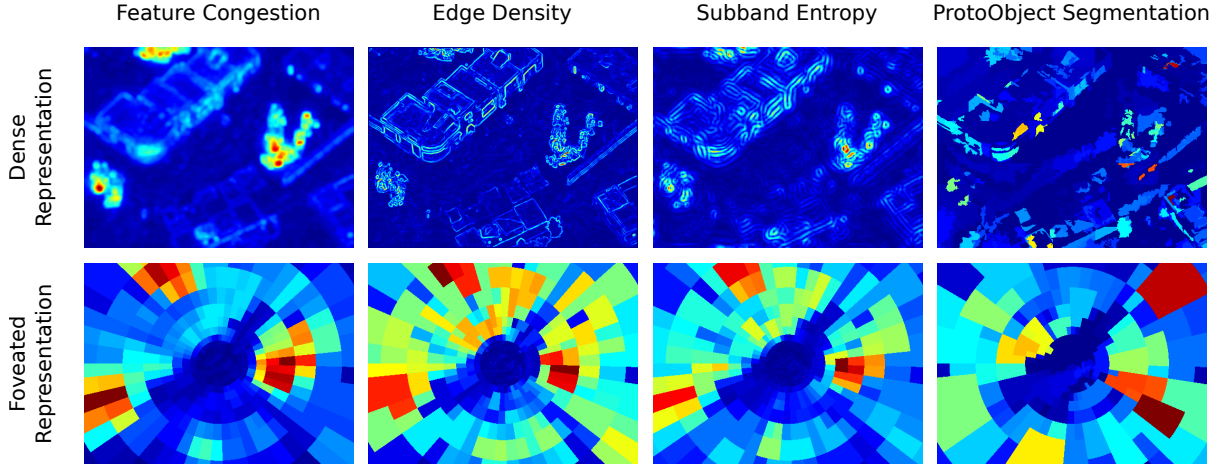 Feature Congestion
Edge Density
Subband Entropy
ProtoObject Segmentation
Dense
Representation
Foveated
Representation